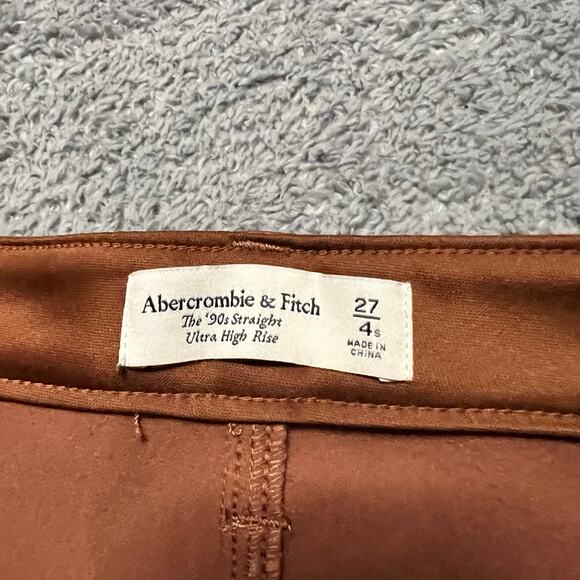 Abercrombie & Fitch
The '90s Straight
Ultra High Rise
27
4s
MADE IN
CHINA